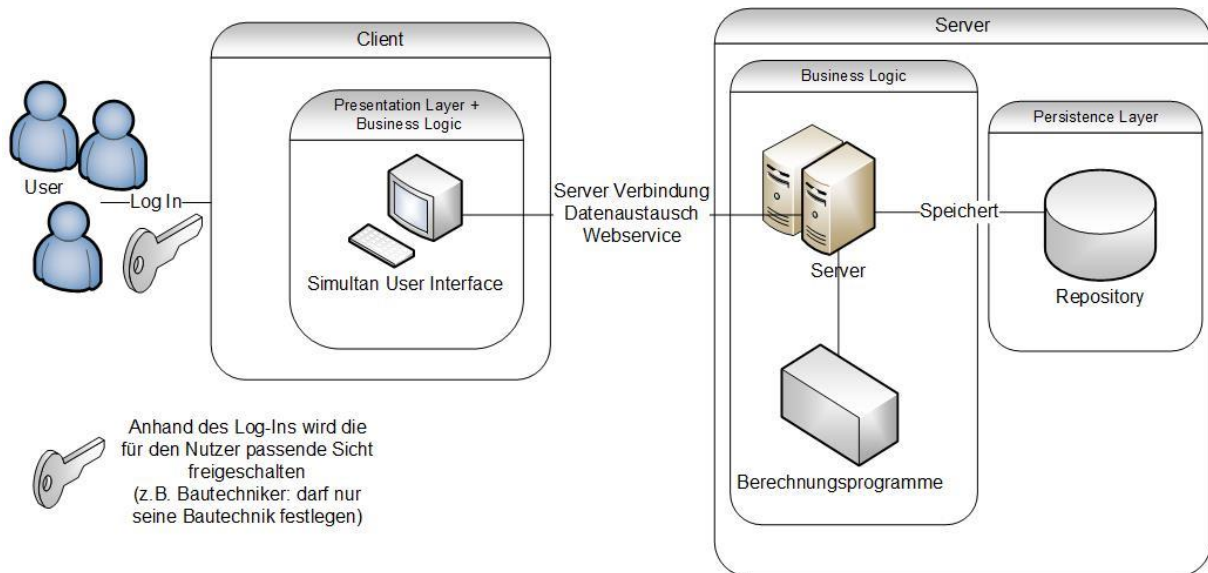 Client
Server
Presentation Layer +
Business Logic
Business Logic
Persistence Layer
User
Log In
Simultan User Interface
Server Verbindung
Datenaustausch
Webservice
Server
Speichert
Repository
Berechnungsprogramme
Anhand des Log-Ins wird die
für den Nutzer passende Sicht
freigeschalten
(z.B. Bautechniker: darf nur
seine Bautechnik festlegen)